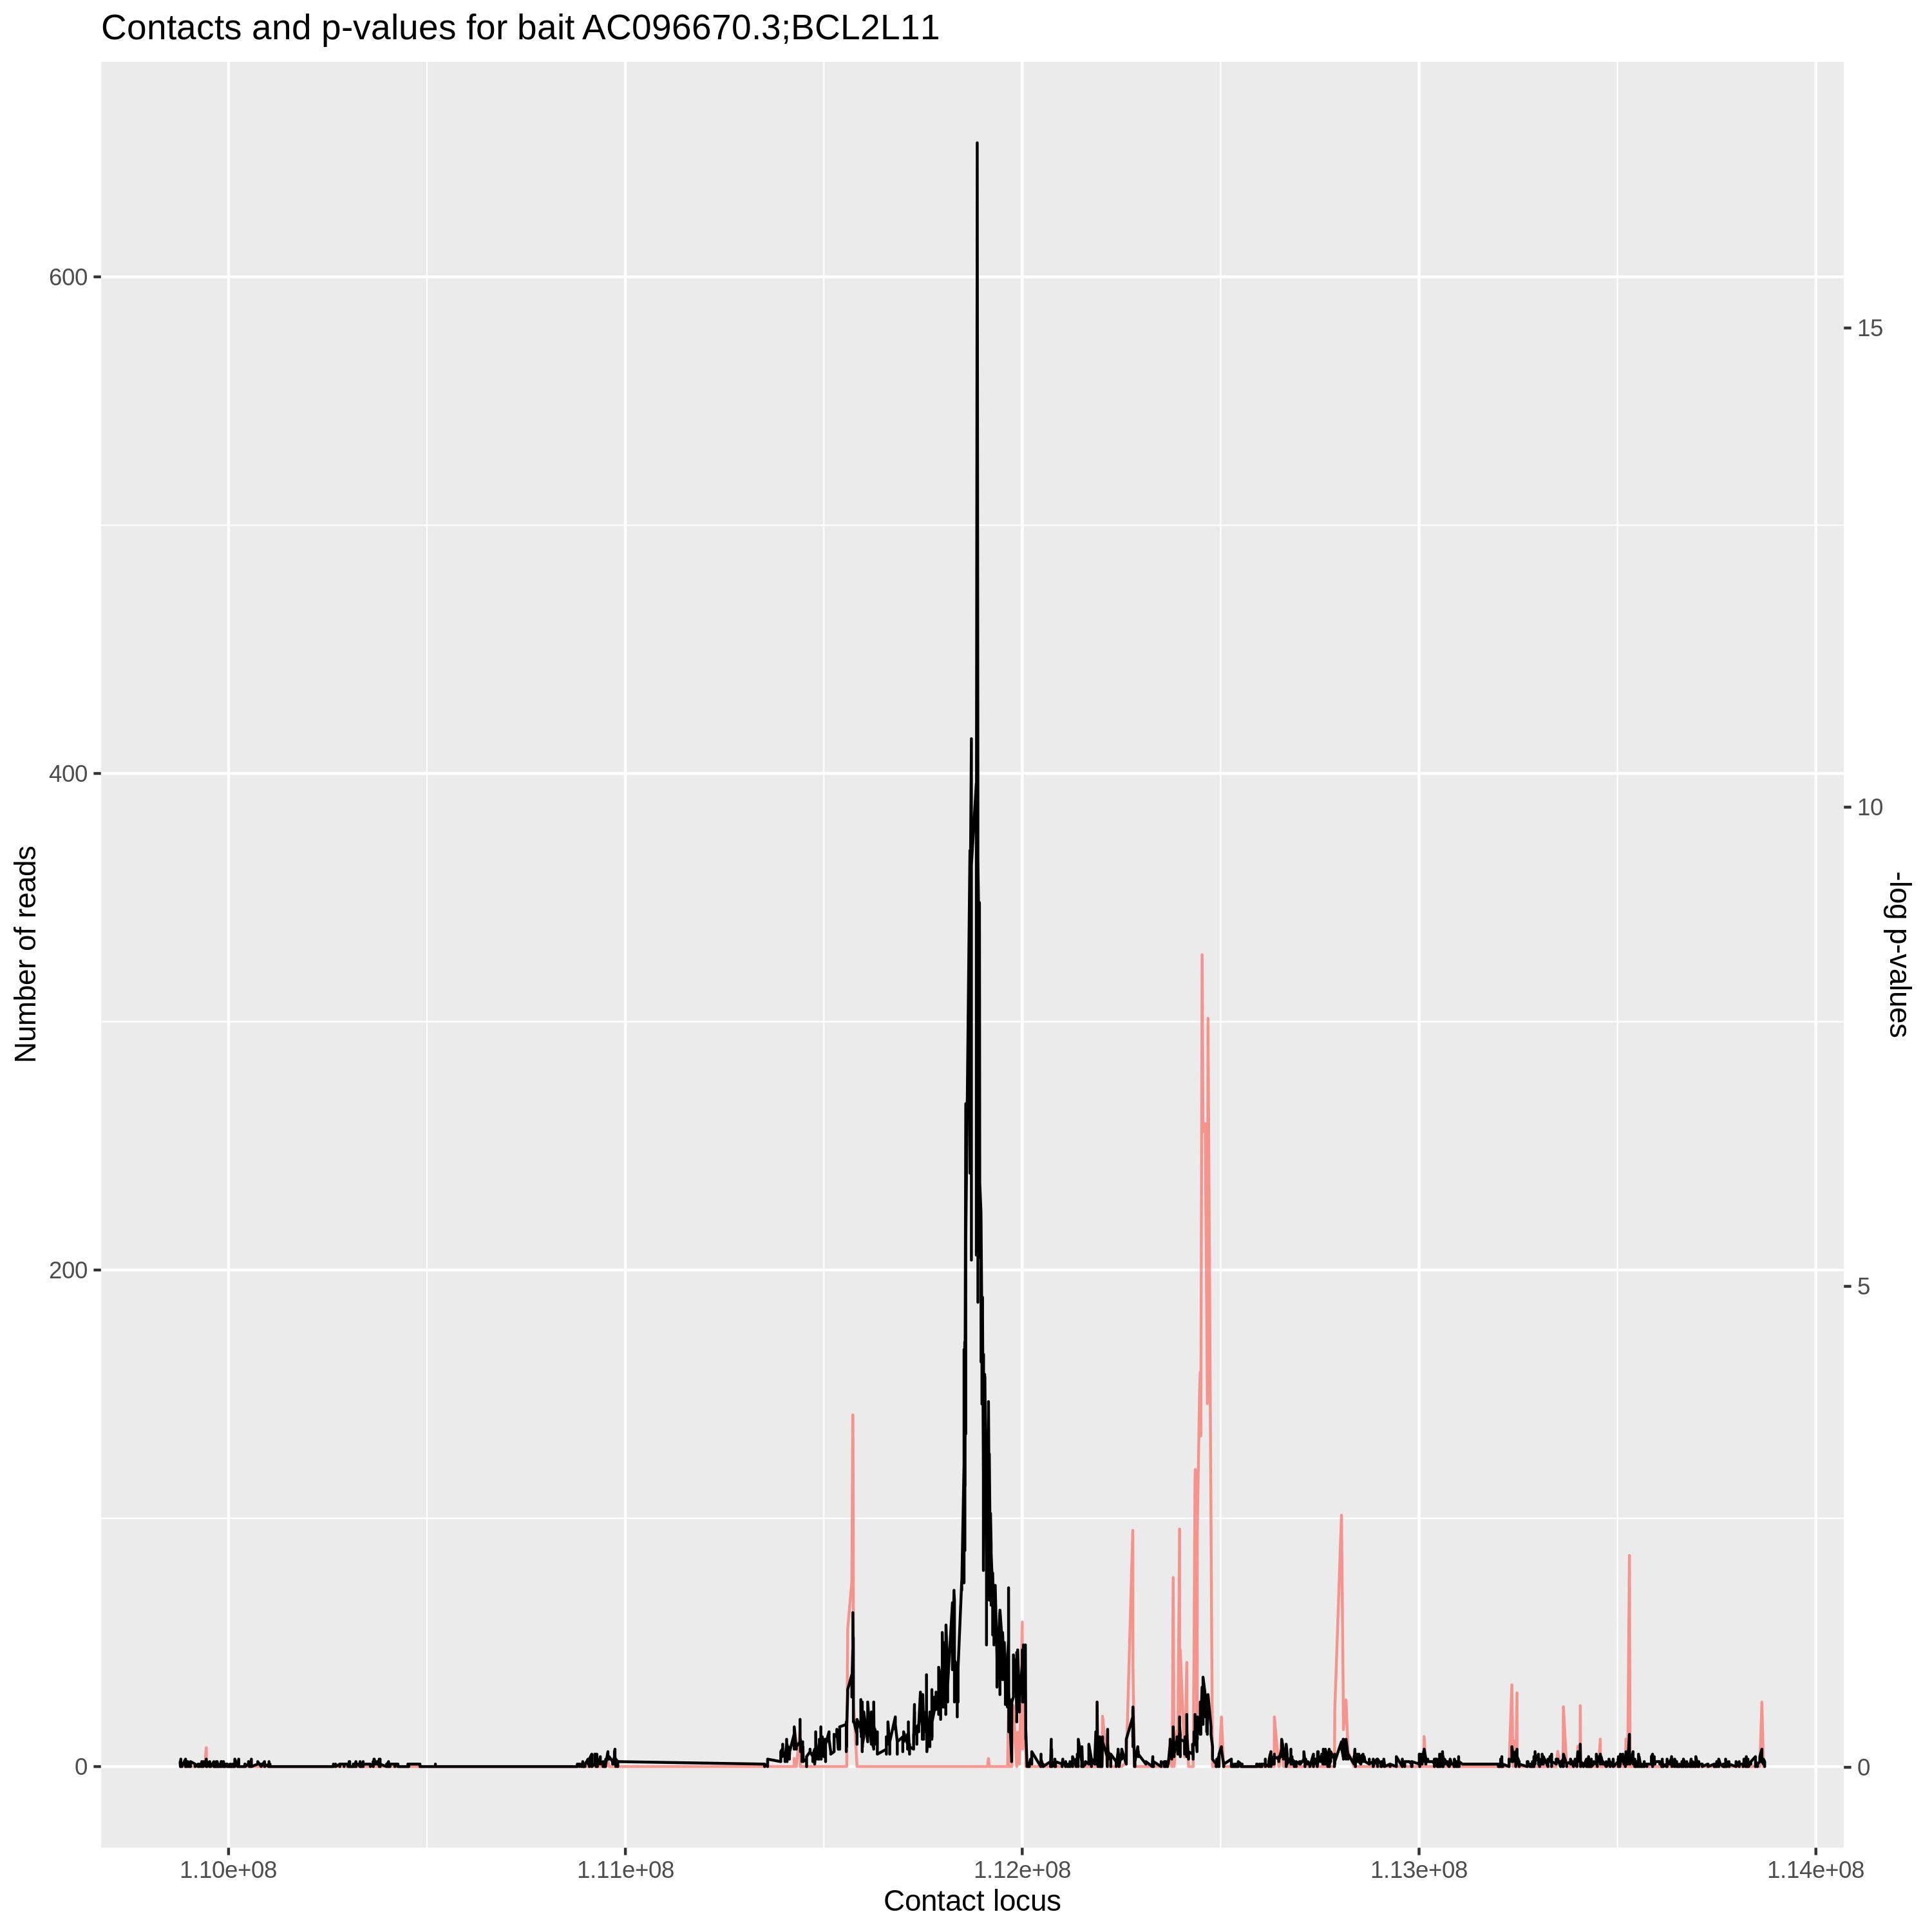 Contacts and p-values for bait AC096670.3;BCL2L11
600
400
200
0
Number of reads
15
10
5
0
-log p-values
1.10e+08
1.11e+08
1.12e+08
1.13e+08
1.14e+08
Contact locus